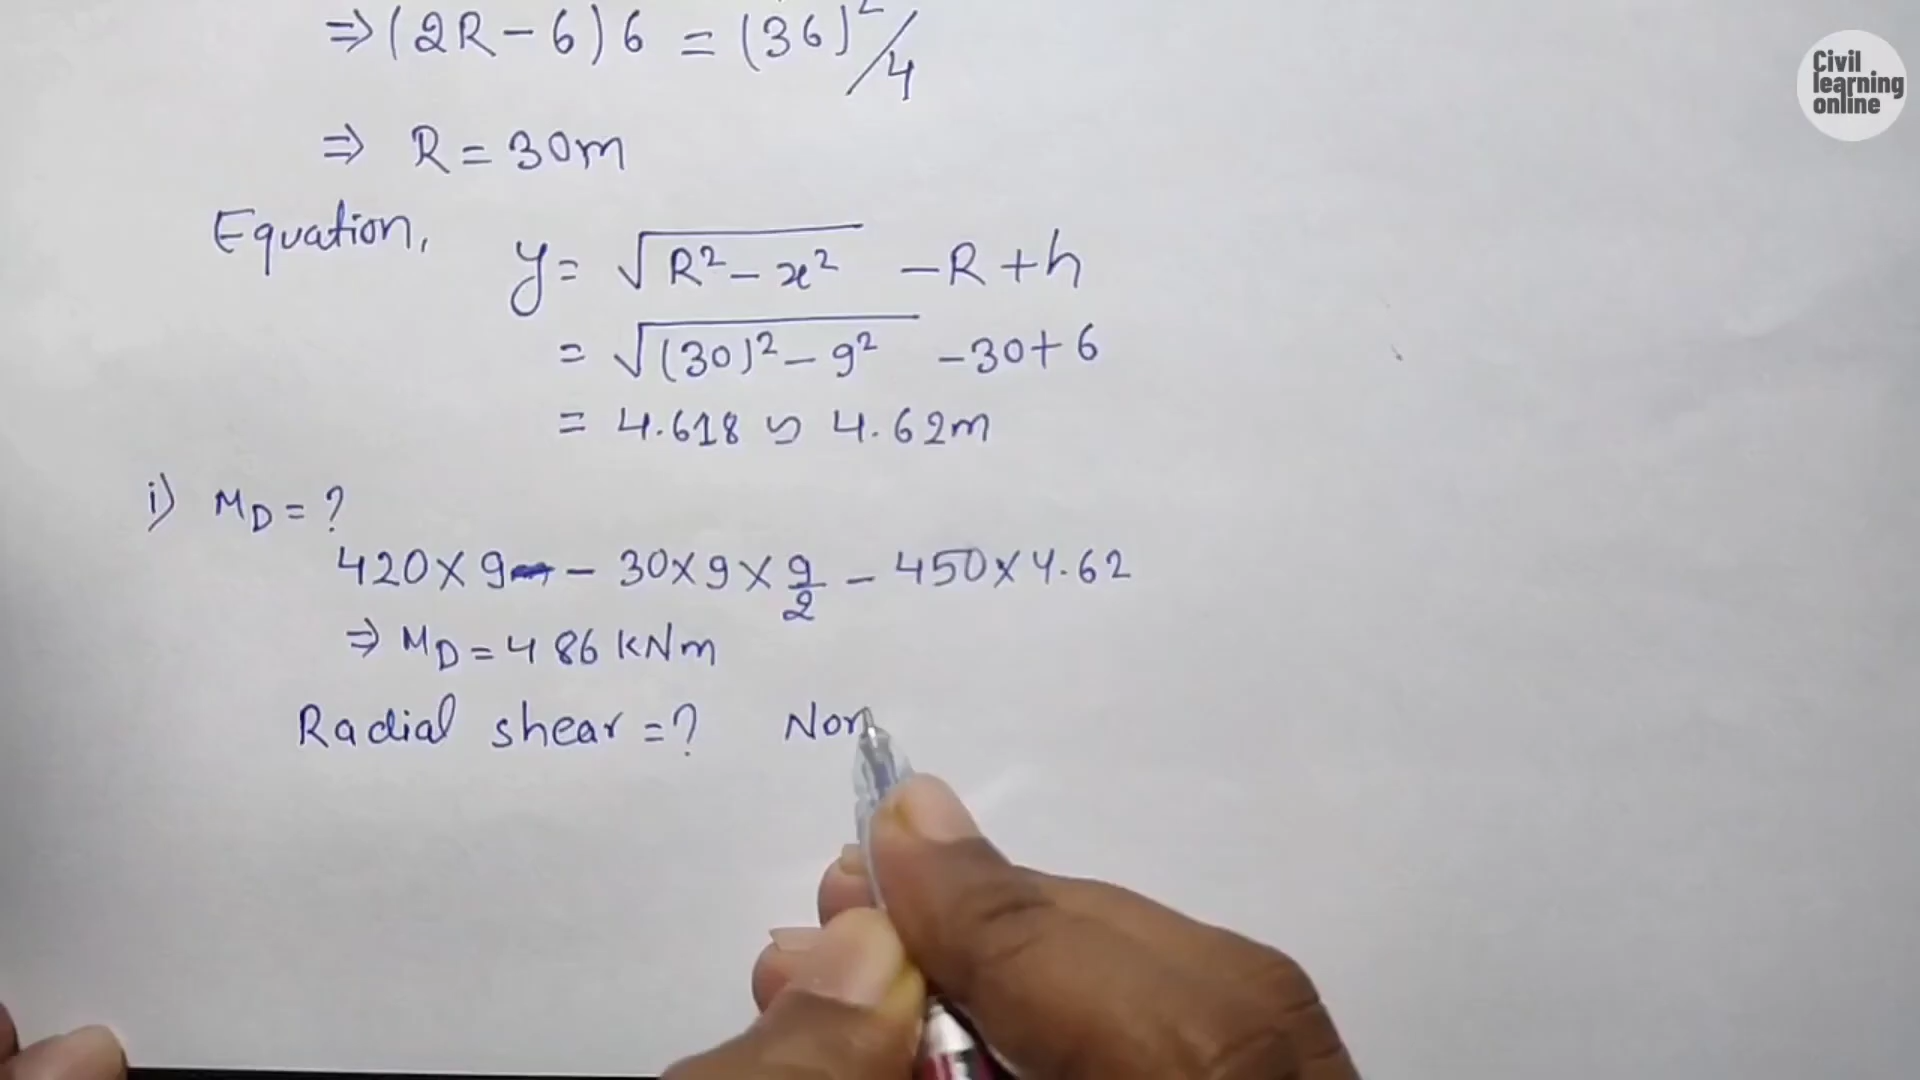 ⇒ (2R - 6) 6 = (36)²/4
⇒ R = 30m
Equation,
y = √(R² - x²) - R + h
= √((30)² - 9²) - 30 + 6
= 4.618 ∽ 4.62m
i) M_D = ?
420 × 9 - 30 × 9 × 9/2 - 450 × 4.62
⇒ M_D = 486 kNm
Radial shear = ? Nor
Civil
learning
online